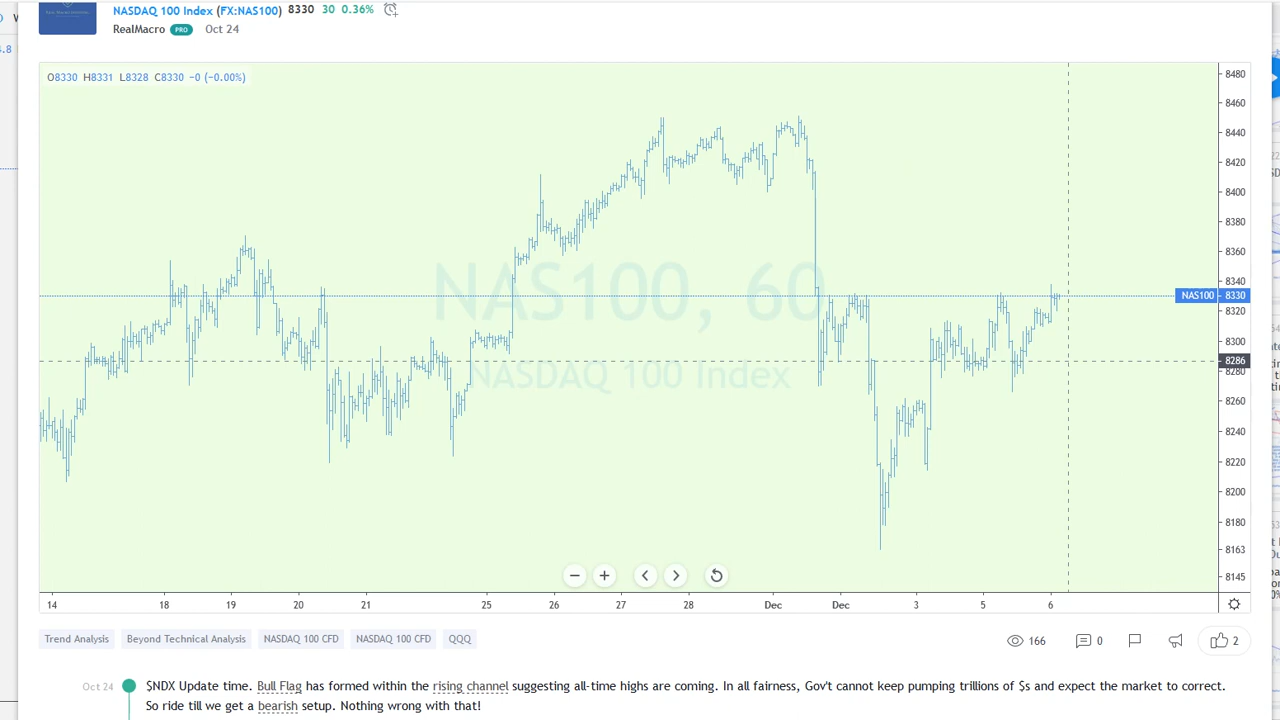 NASDAQ 100 Index (FX:NAS100) 8330 30 0.36%
RealMacro PRO Oct 24
O8330 H8331 L8328 C8330 −0 (−0.00%)
NAS100, 60
NASDAQ 100 Index
8480
8460
8440
8420
8400
8380
8360
8340
NAS100 8330
8320
8300
8286
8280
8260
8240
8220
8200
8180
8163
8145
14 18 19 20 21 25 26 27 28 Dec Dec 3 5 6
Trend Analysis Beyond Technical Analysis NASDAQ 100 CFD NASDAQ 100 CFD QQQ 166 0 2
Oct 24 $NDX Update time. Bull Flag has formed within the rising channel suggesting all-time highs are coming. In all fairness, Gov't cannot keep pumping trillions of $s and expect the market to correct.
So ride till we get a bearish setup. Nothing wrong with that!